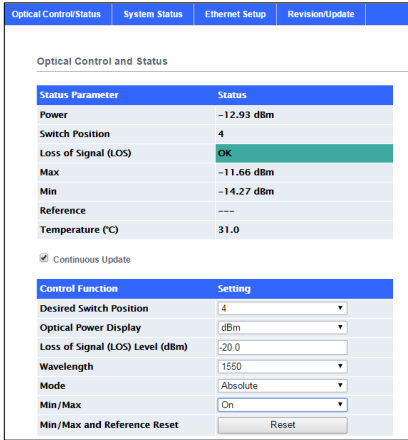 Optical Control/Status System Status Ethernet Setup Revision/Update
Optical Control and Status
Status Parameter Status
Power -12.93 dBm
Switch Position 4
Loss of Signal (LOS) OK
Max -11.66 dBm
Min -14.27 dBm
Reference ---
Temperature (°C) 31.0
Continuous Update
Control Function Setting
Desired Switch Position 4
Optical Power Display dBm
Loss of Signal (LOS) Level (dBm) -20.0
Wavelength 1550
Mode Absolute
Min/Max On
Min/Max and Reference Reset Reset